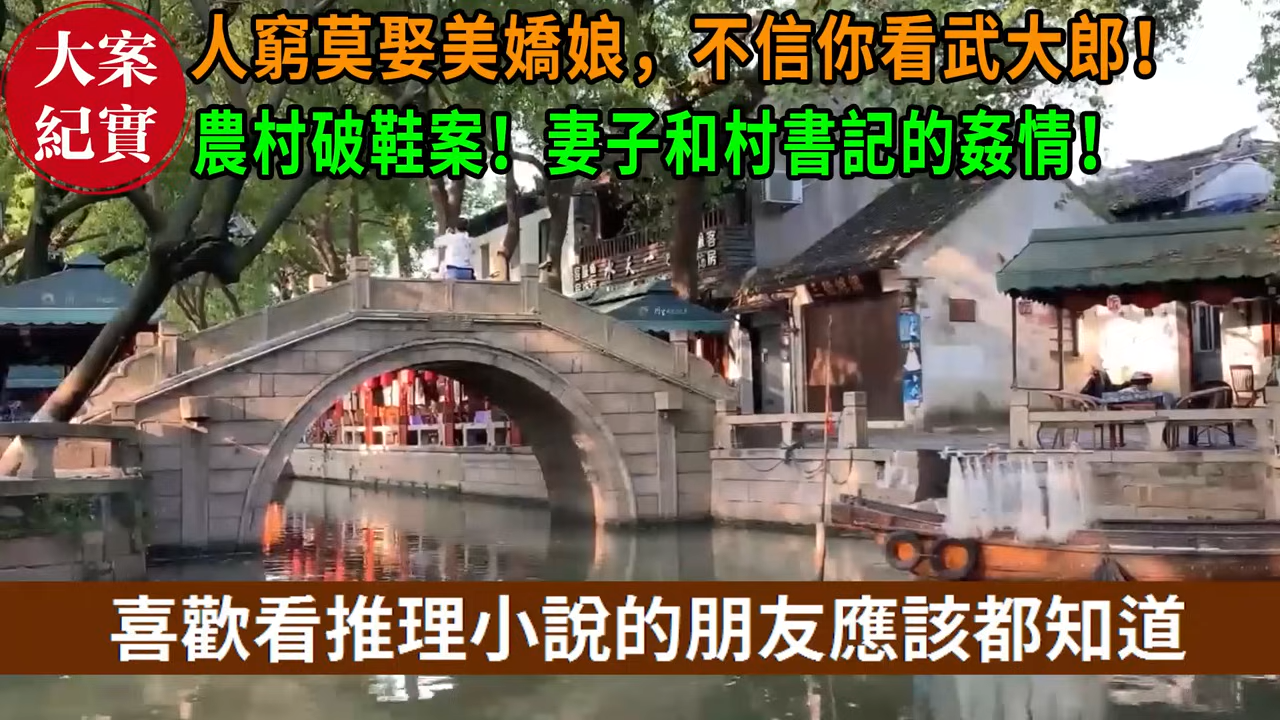 大案
紀實
人窮莫娶美嬌娘，不信你看武大郎！
農村破鞋案！妻子和村書記的姦情！
客
房
喜歡看推理小說的朋友應該都知道